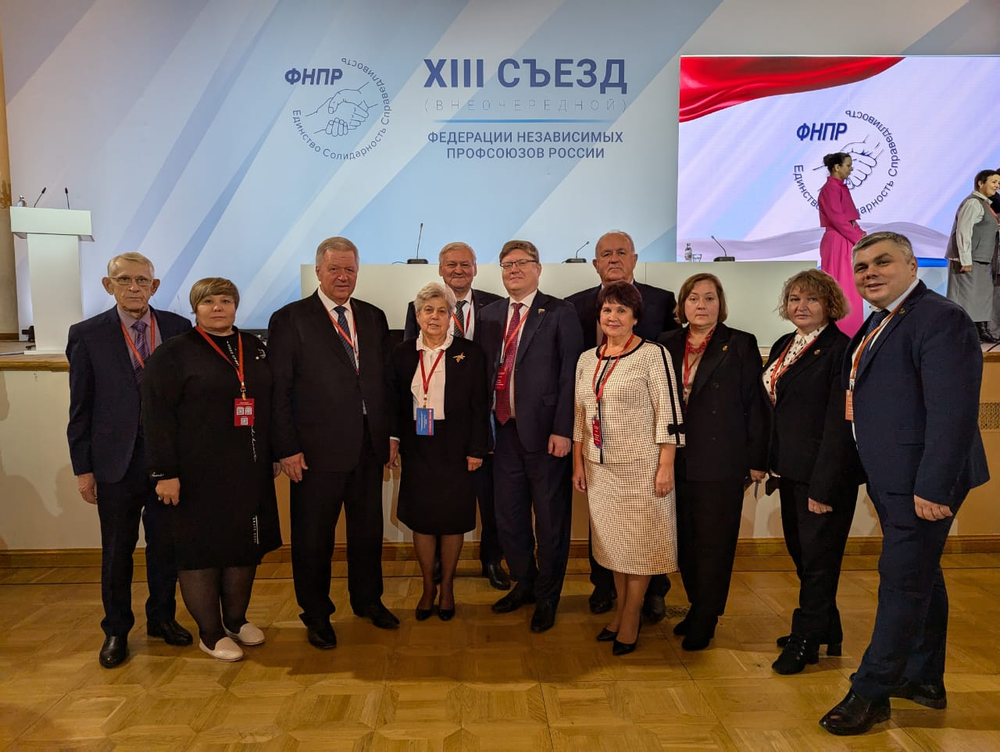 ФНПР
Единство Солидарность Справедливость
XIII СЪЕЗД
(ВНЕОЧЕРЕДНОЙ)
ФЕДЕРАЦИИ НЕЗАВИСИМЫХ
ПРОФСОЮЗОВ РОССИИ
ФНПР
Единство Солидарность Справедливость